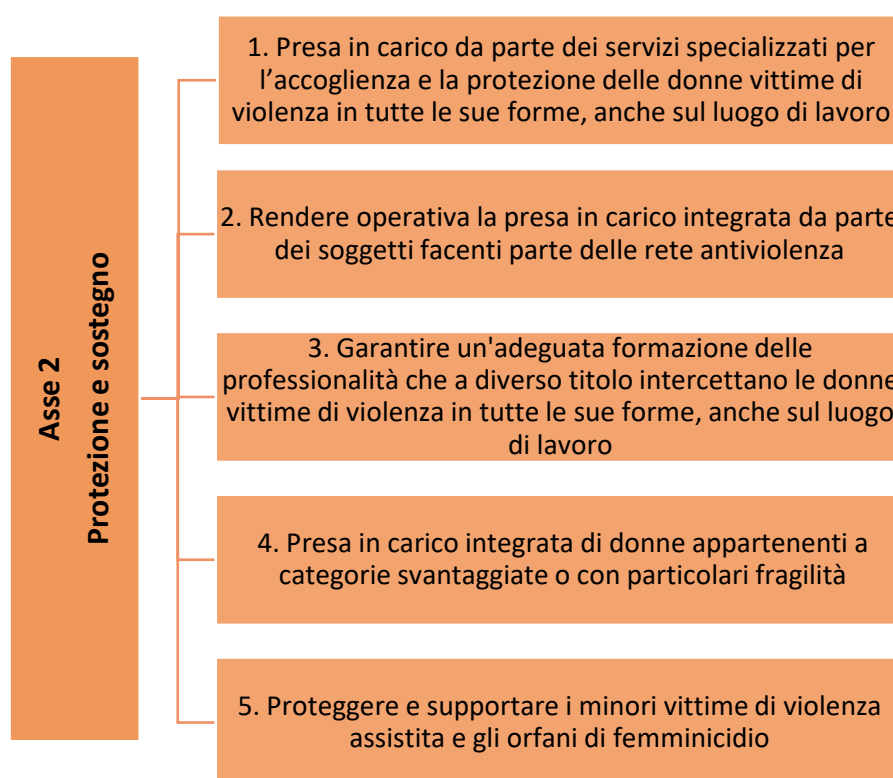 Asse 2
Protezione e sostegno
1. Presa in carico da parte dei servizi specializzati per
l’accoglienza e la protezione delle donne vittime di
violenza in tutte le sue forme, anche sul luogo di lavoro
2. Rendere operativa la presa in carico integrata da parte
dei soggetti facenti parte delle rete antiviolenza
3. Garantire un'adeguata formazione delle
professionalità che a diverso titolo intercettano le donne
vittime di violenza in tutte le sue forme, anche sul luogo
di lavoro
4. Presa in carico integrata di donne appartenenti a
categorie svantaggiate o con particolari fragilità
5. Proteggere e supportare i minori vittime di violenza
assistita e gli orfani di femminicidio